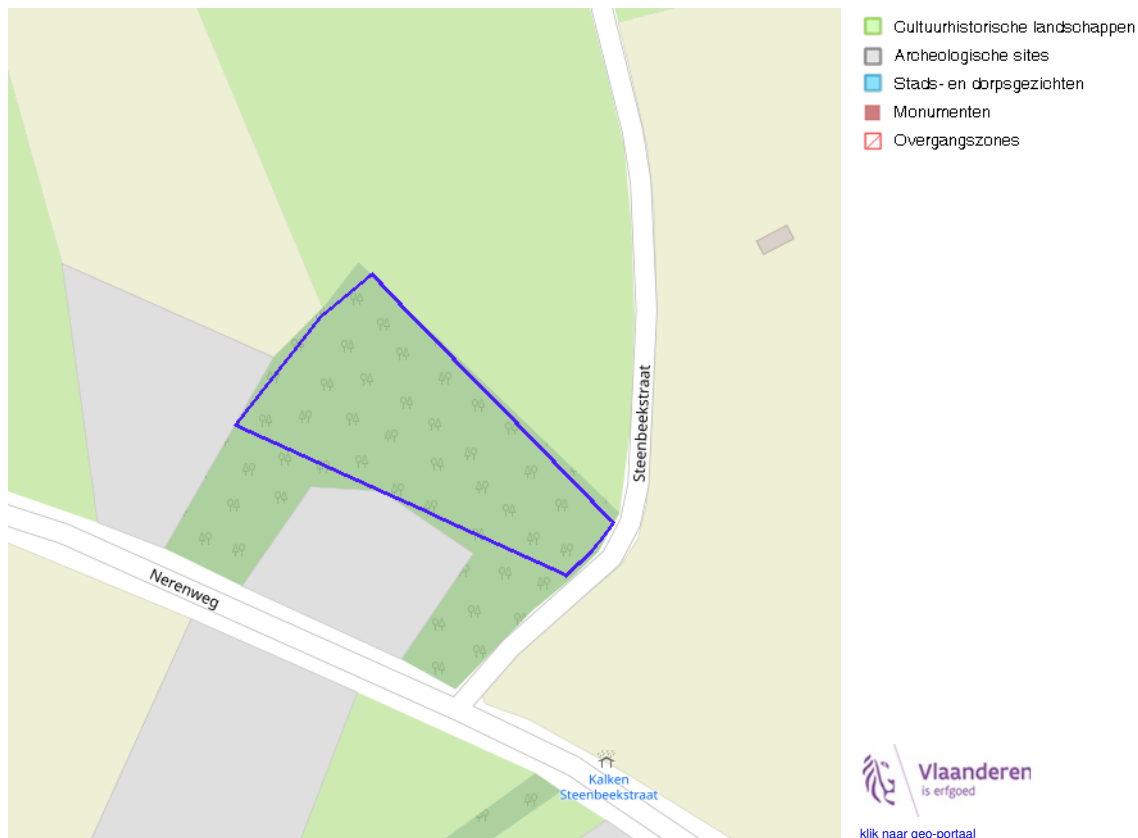 Cultuurhistorische landschappen
Archeologische sites
Stads- en dorpsgezichten
Monumenten
Overgangszones
Steenbeekstraat
Nerenweg
Kalken
Steenbeekstraat
Vlaanderen
is erfgoed
klik naar geo-portaal